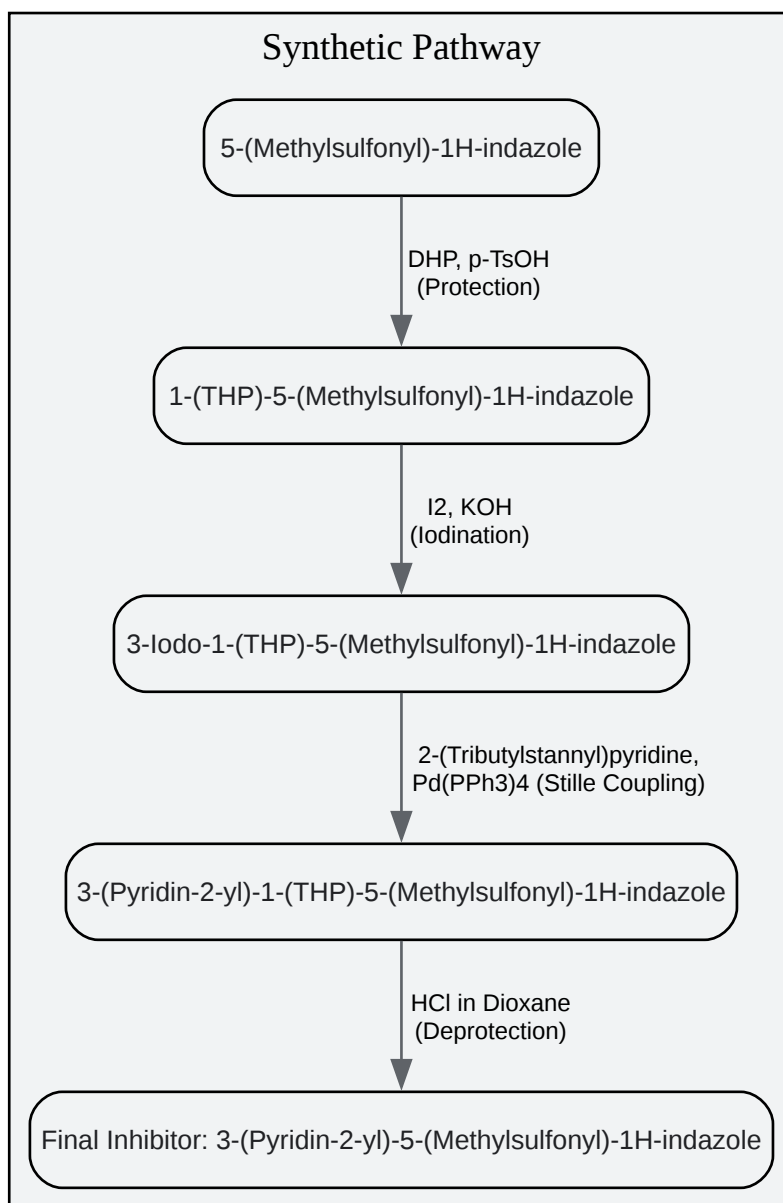 Synthetic Pathway
5-(Methylsulfonyl)-1H-indazole
DHP, p-TsOH
(Protection)
1-(THP)-5-(Methylsulfonyl)-1H-indazole
I2, KOH
(Iodination)
3-Iodo-1-(THP)-5-(Methylsulfonyl)-1H-indazole
2-(Tributylstannyl)pyridine,
Pd(PPh3)4 (Stille Coupling)
3-(Pyridin-2-yl)-1-(THP)-5-(Methylsulfonyl)-1H-indazole
HCl in Dioxane
(Deprotection)
Final Inhibitor: 3-(Pyridin-2-yl)-5-(Methylsulfonyl)-1H-indazole